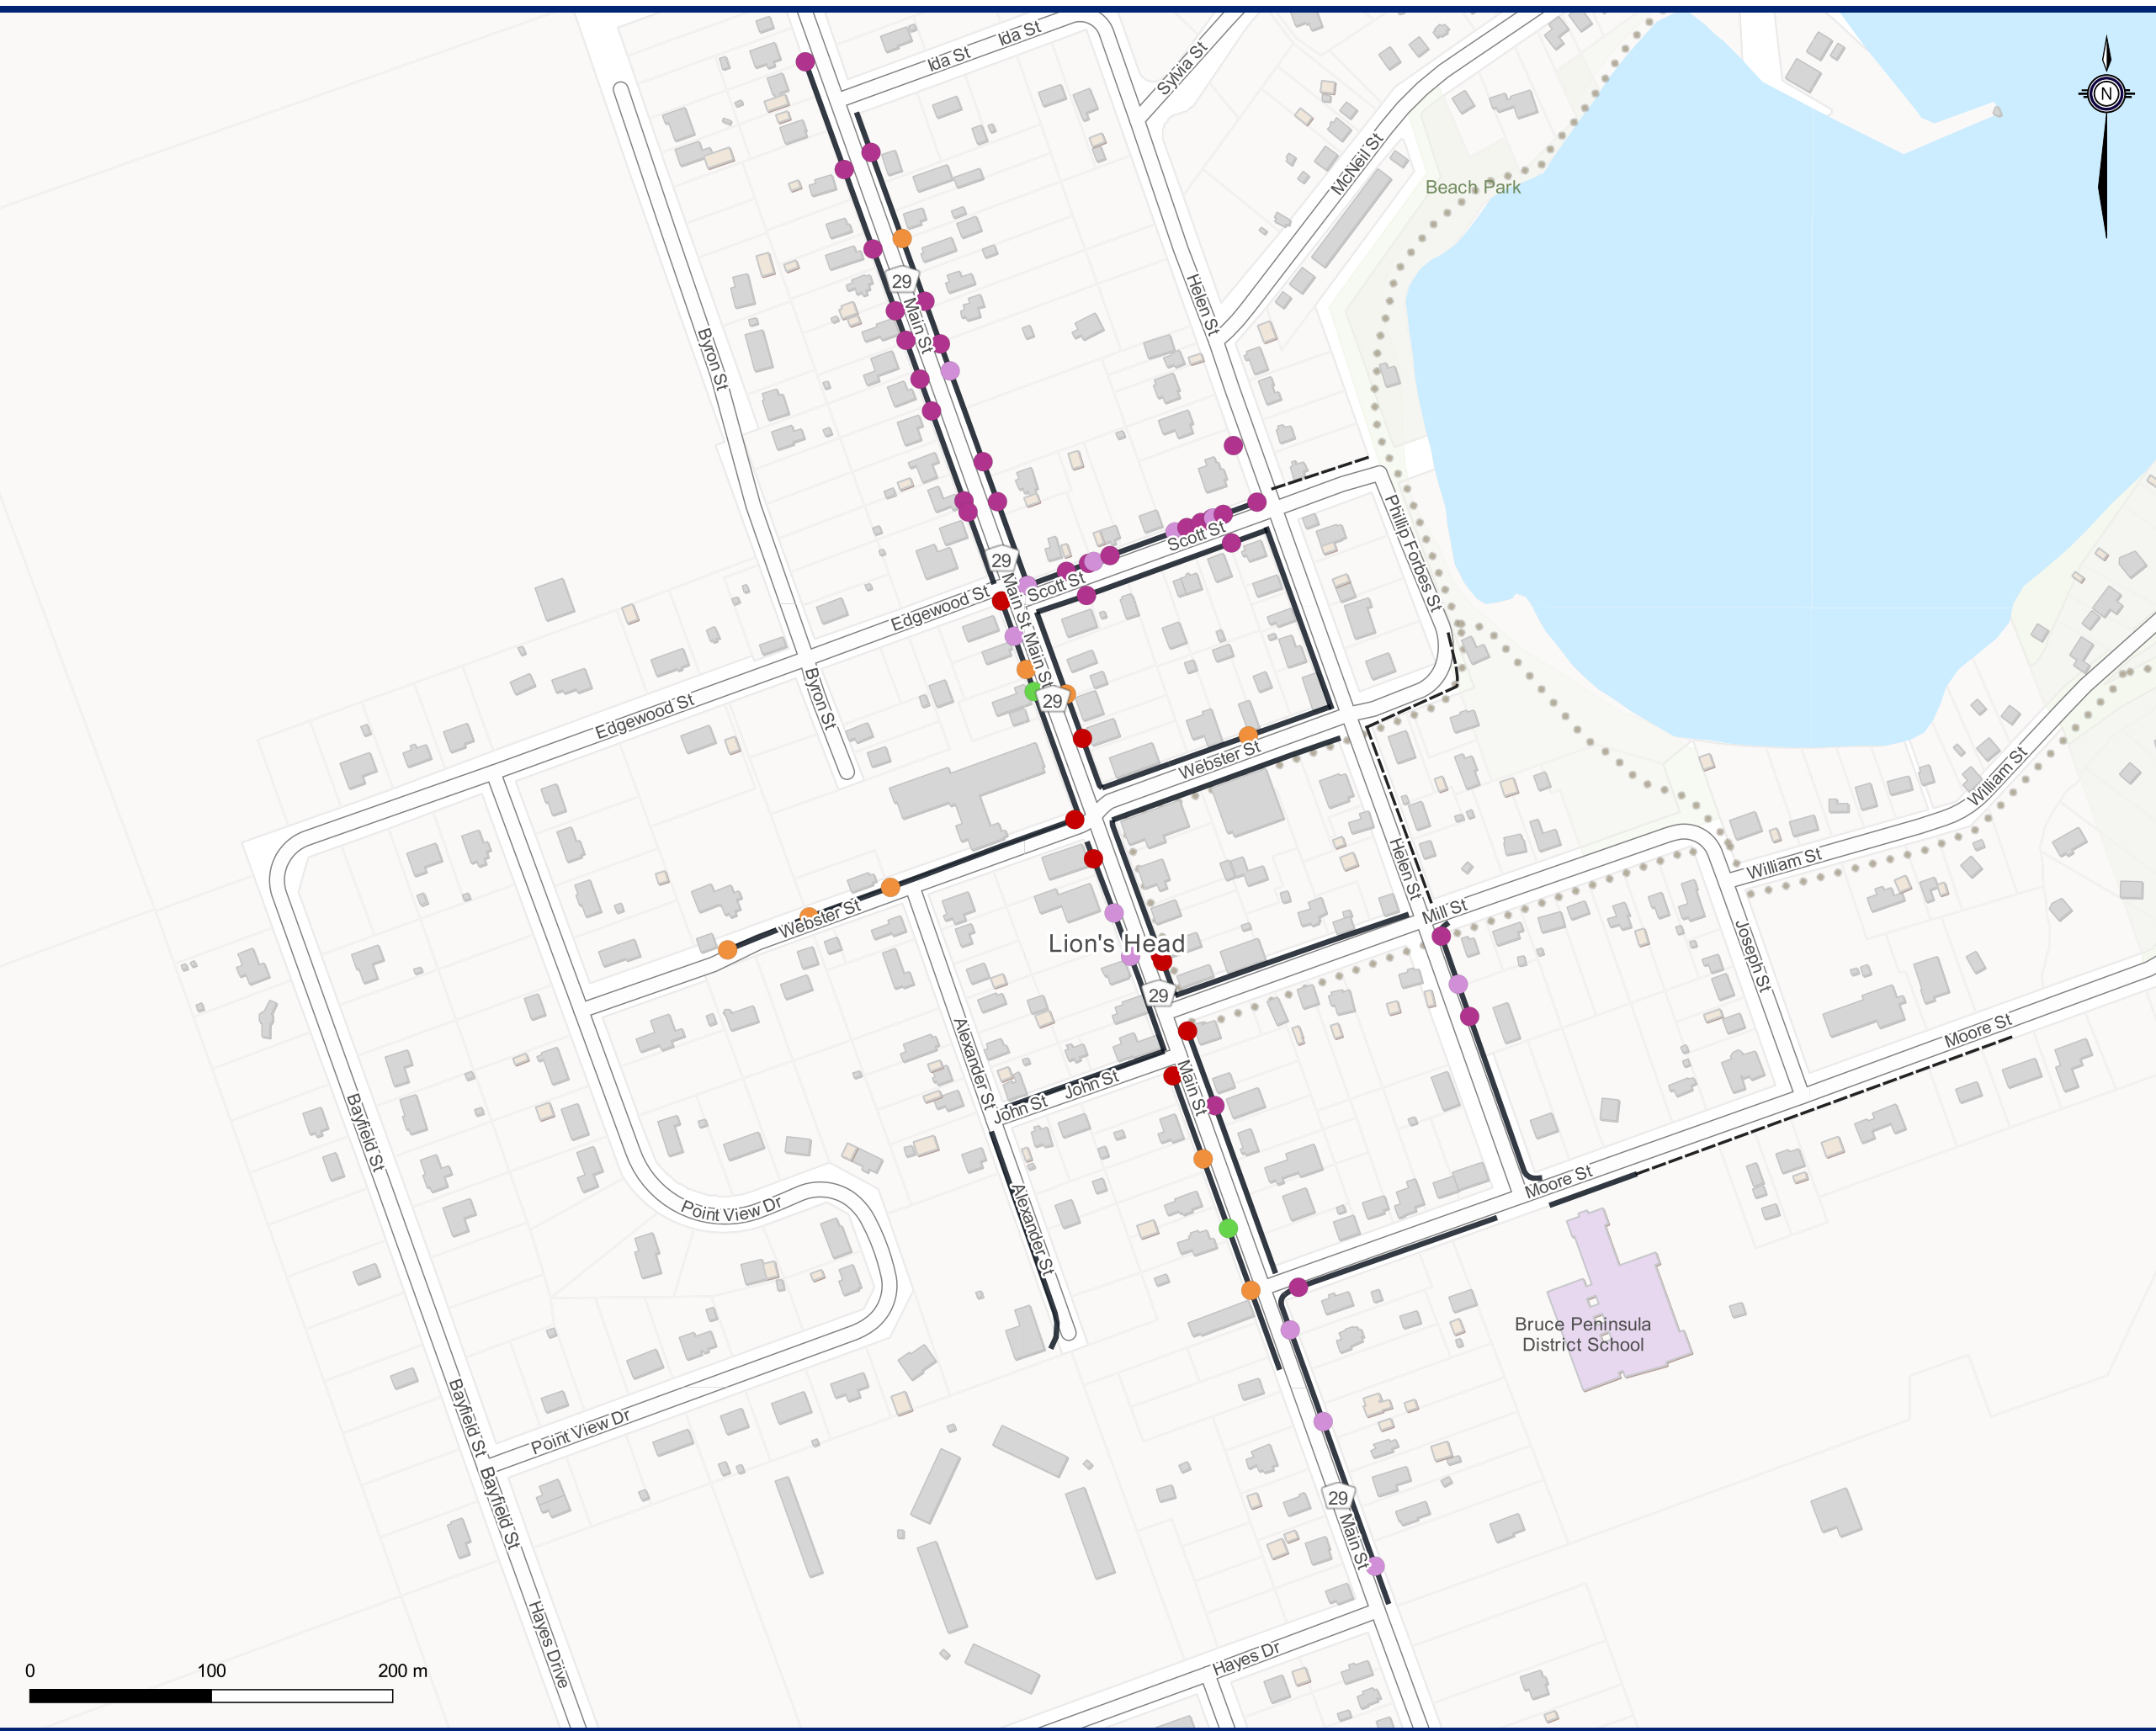 Ida St
Ida St
Sylvia St
N
McNeil St
Beach Park
29
Main St
Helen St
Byron St
Phillip Forbes St
Scott St
29
Scott St
Edgewood St
Main St
Main St
29
Byron St
Edgewood St
Webster St
William St
William St
Helen St
Mill St
Webster St
Lion's Head
Joseph St
29
Moore St
Alexander St
John St
John St
Main St
Bayfield St
Moore St
Point View Dr
Alexander St
Bruce Peninsula
District School
Bayfield St
Point View Dr
Bayfield St
29
Main St
Hayes Drive
Hayes Dr
0 100 200 m